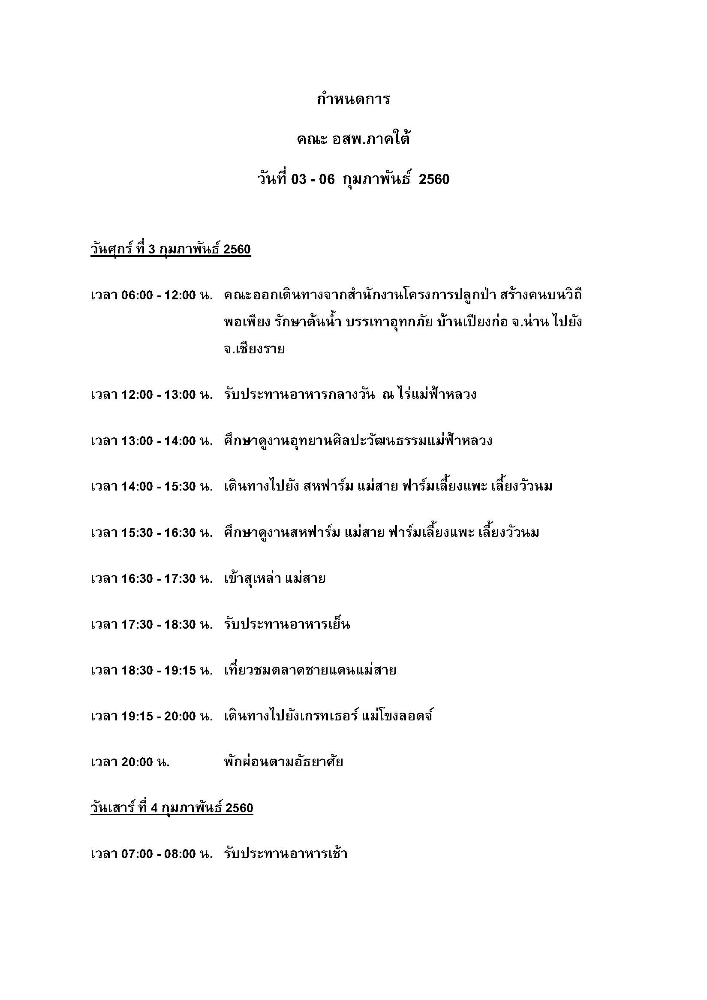 กำหนดการ
คณะ อสพ.ภาคใต้
วันที่ 03 - 06 กุมภาพันธ์ 2560
วันศุกร์ ที่ 3 กุมภาพันธ์ 2560
เวลา 06:00 - 12:00 น. คณะออกเดินทางจากสำนักงานโครงการปลูกป่า สร้างคนบนวิถี
พอเพียง รักษาต้นน้ำ บรรเทาอุทกภัย บ้านเปียงก่อ จ.น่าน ไปยัง
จ.เชียงราย
เวลา 12:00 - 13:00 น. รับประทานอาหารกลางวัน ณ ไร่แม่ฟ้าหลวง
เวลา 13:00 - 14:00 น. ศึกษาดูงานอุทยานศิลปะวัฒนธรรมแม่ฟ้าหลวง
เวลา 14:00 - 15:30 น. เดินทางไปยัง สหฟาร์ม แม่สาย ฟาร์มเลี้ยงแพะ เลี้ยงวัวนม
เวลา 15:30 - 16:30 น. ศึกษาดูงานสหฟาร์ม แม่สาย ฟาร์มเลี้ยงแพะ เลี้ยงวัวนม
เวลา 16:30 - 17:30 น. เข้าสุเหล่า แม่สาย
เวลา 17:30 - 18:30 น. รับประทานอาหารเย็น
เวลา 18:30 - 19:15 น. เที่ยวชมตลาดชายแดนแม่สาย
เวลา 19:15 - 20:00 น. เดินทางไปยังเกรทเธอร์ แม่โขงลอดจ์
เวลา 20:00 น. พักผ่อนตามอัธยาศัย
วันเสาร์ ที่ 4 กุมภาพันธ์ 2560
เวลา 07:00 - 08:00 น. รับประทานอาหารเช้า